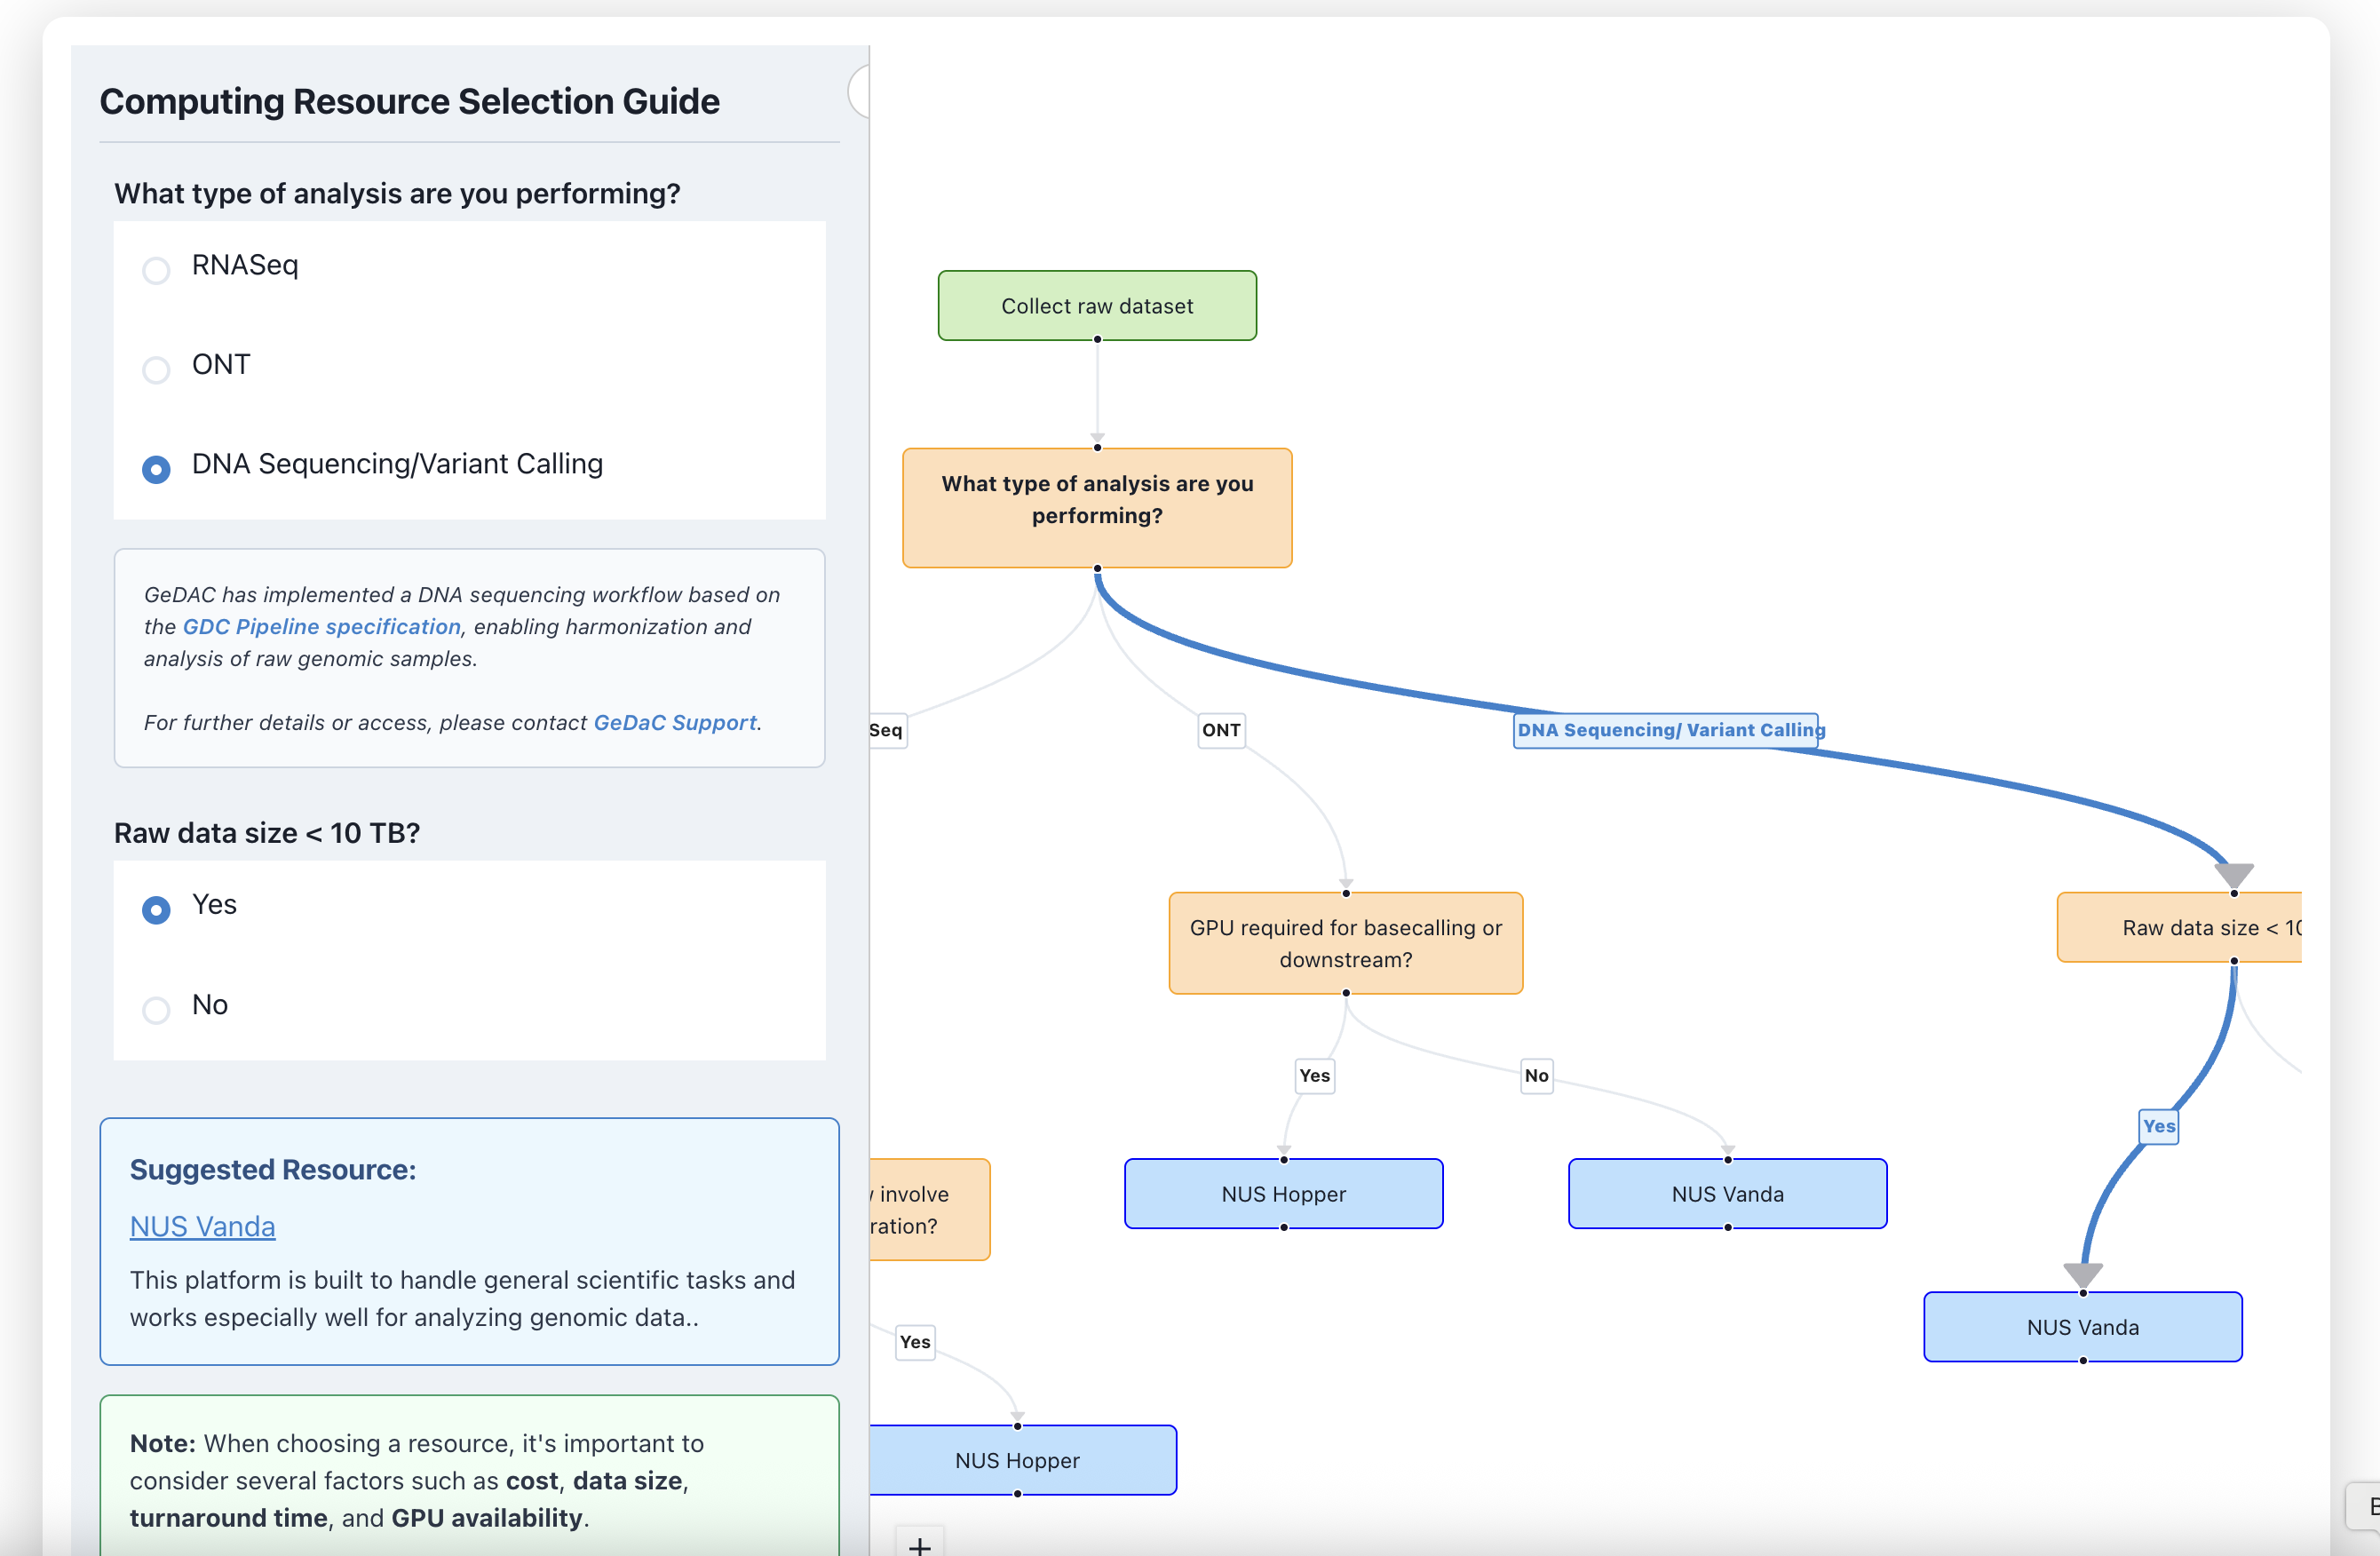 Computing Resource Selection Guide
What type of analysis are you performing?
RNASeq
ONT
DNA Sequencing/Variant Calling
GeDAC has implemented a DNA sequencing workflow based on
the GDC Pipeline specification, enabling harmonization and
analysis of raw genomic samples.
For further details or access, please contact GeDaC Support.
Raw data size < 10 TB?
Yes
No
Suggested Resource:
NUS Vanda
This platform is built to handle general scientific tasks and
works especially well for analyzing genomic data..
Note: When choosing a resource, it's important to
consider several factors such as cost, data size,
turnaround time, and GPU availability.
Collect raw dataset
What type of analysis are you
performing?
Seq
ONT
DNA Sequencing/ Variant Calling
GPU required for basecalling or
downstream?
Raw data size < 10
Yes
No
Yes
involve
ration?
NUS Hopper
NUS Vanda
NUS Vanda
Yes
NUS Hopper
+